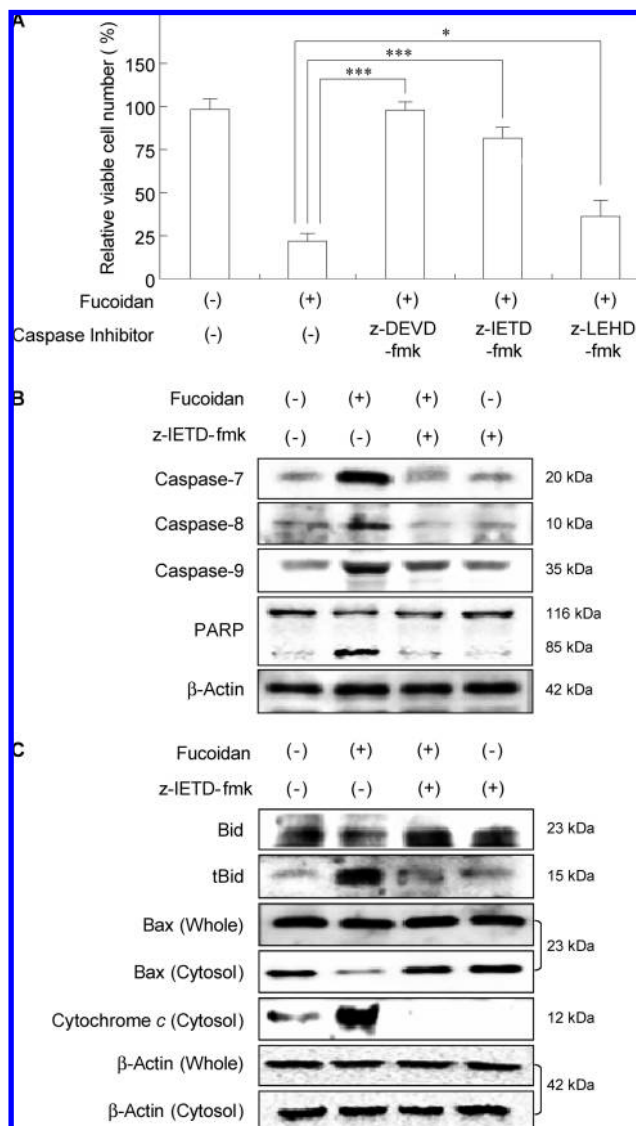 A
Relative viable cell number ( %)
*
***
***
100
75
50
25
0
Fucoidan (-) (+) (+) (+) (+)
Caspase Inhibitor (-) (-) z-DEVD -fmk z-IETD -fmk z-LEHD -fmk
B
Fucoidan (-) (+) (+) (-)
z-IETD-fmk (-) (-) (+) (+)
Caspase-7 20 kDa
Caspase-8 10 kDa
Caspase-9 35 kDa
PARP 116 kDa
85 kDa
β-Actin 42 kDa
C
Fucoidan (-) (+) (+) (-)
z-IETD-fmk (-) (-) (+) (+)
Bid 23 kDa
tBid 15 kDa
Bax (Whole)
23 kDa
Bax (Cytosol)
Cytochrome c (Cytosol) 12 kDa
β-Actin (Whole)
42 kDa
β-Actin (Cytosol)